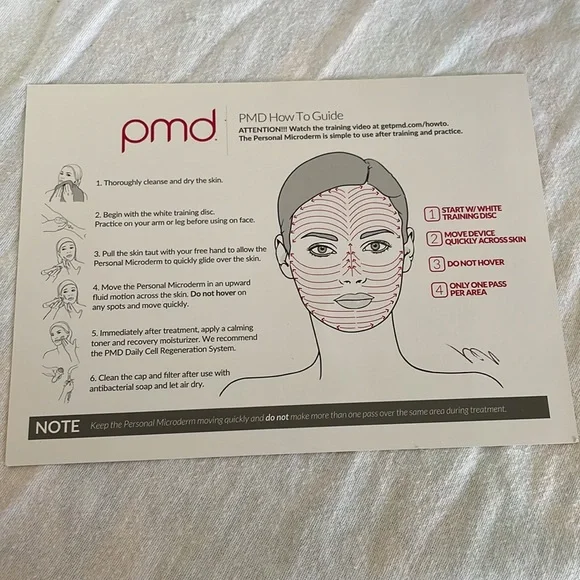 pmd
PMD How To Guide
ATTENTION!!! Watch the training video at getpmd.com/howto.
The Personal Microderm is simple to use after training and practice.
1. Thoroughly cleanse and dry the skin.
2. Begin with the white training disc.
Practice on your arm or leg before using on face.
3. Pull the skin taut with your free hand to allow the
Personal Microderm to quickly glide over the skin.
4. Move the Personal Microderm in an upward
fluid motion across the skin. Do not hover on
any spots and move quickly.
5. Immediately after treatment, apply a calming
toner and recovery moisturizer. We recommend
the PMD Daily Cell Regeneration System.
6. Clean the cap and filter after use with
antibacterial soap and let air dry.
1 START W/ WHITE
TRAINING DISC
2 MOVE DEVICE
QUICKLY ACROSS SKIN
3 DO NOT HOVER
4 ONLY ONE PASS
PER AREA
NOTE Keep the Personal Microderm moving quickly and do not make more than one pass over the same area during treatment.